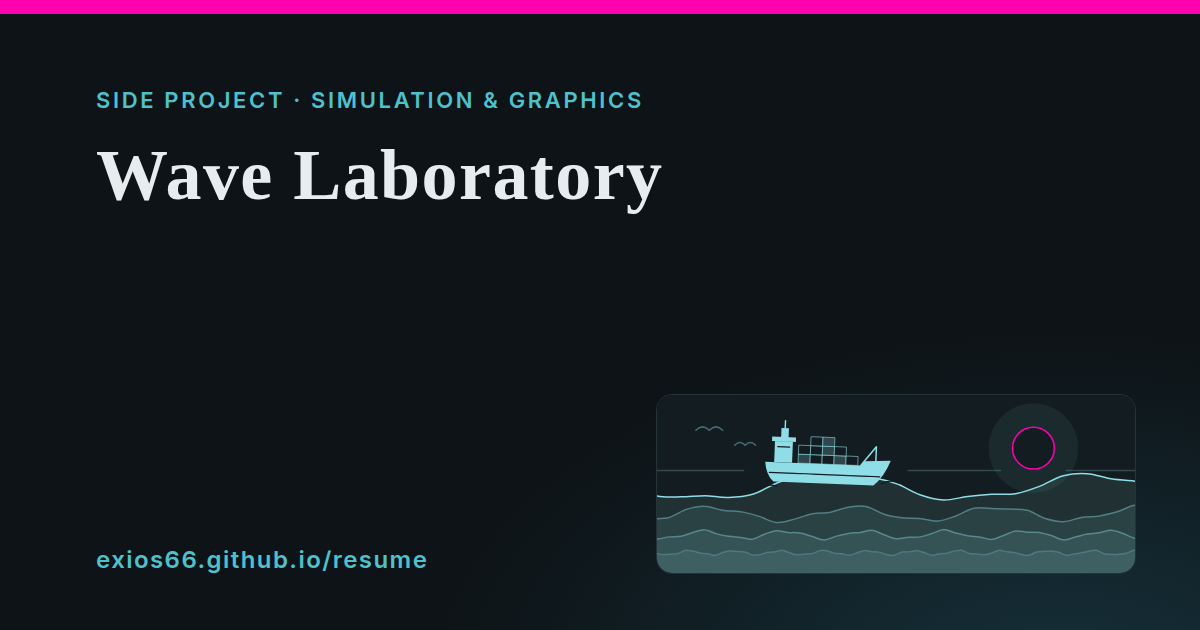 SIDE PROJECT · SIMULATION & GRAPHICS
Wave Laboratory
exios66.github.io/resume